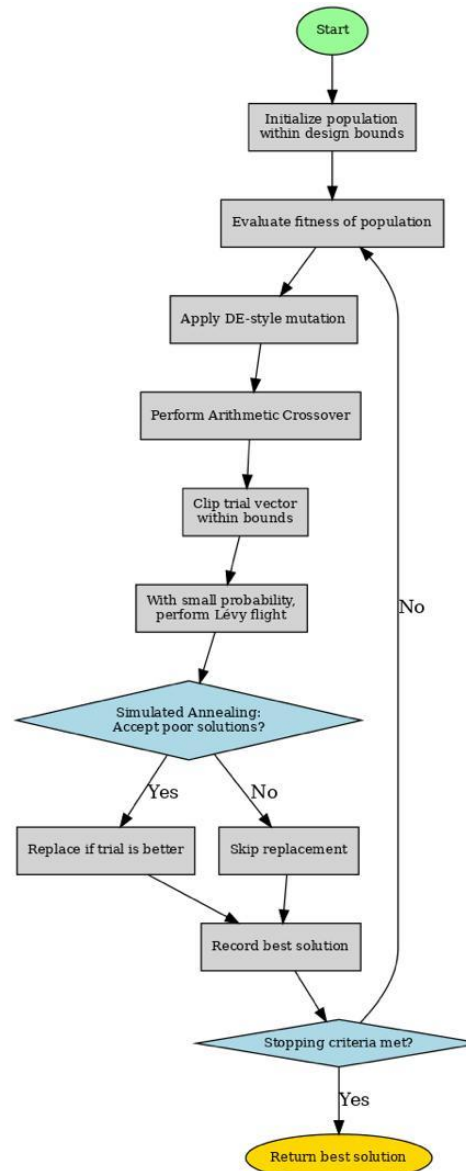 Start
Initialize population
within design bounds
Evaluate fitness of population
Apply DE-style mutation
Perform Arithmetic Crossover
Clip trial vector
within bounds
With small probability,
perform Lévy flight
No
Simulated Annealing:
Accept poor solutions?
Yes
No
Replace if trial is better
Skip replacement
Record best solution
Stopping criteria met?
Yes
Return best solution